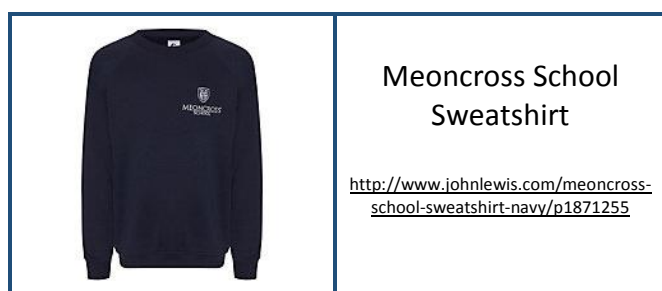 MEONCROSS
SCHOOL
Meoncross School
Sweatshirt
http://www.johnlewis.com/meoncross-
school-sweatshirt-navy/p1871255